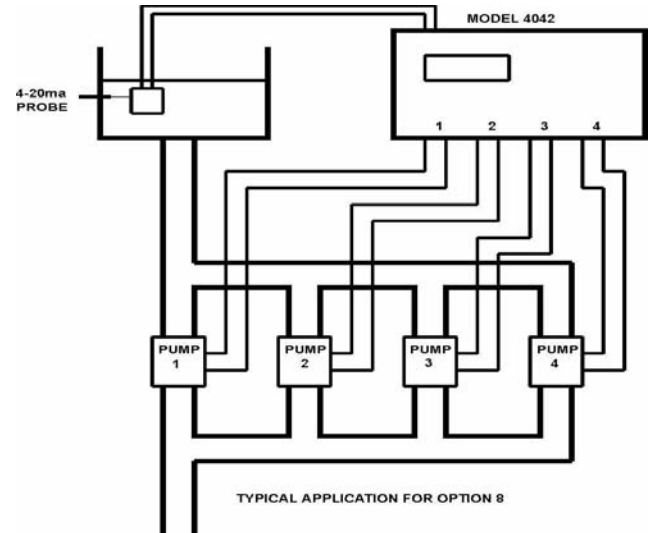 MODEL 4042
4-20ma
PROBE
1 2 3 4
PUMP
1
PUMP
2
PUMP
3
PUMP
4
TYPICAL APPLICATION FOR OPTION 8